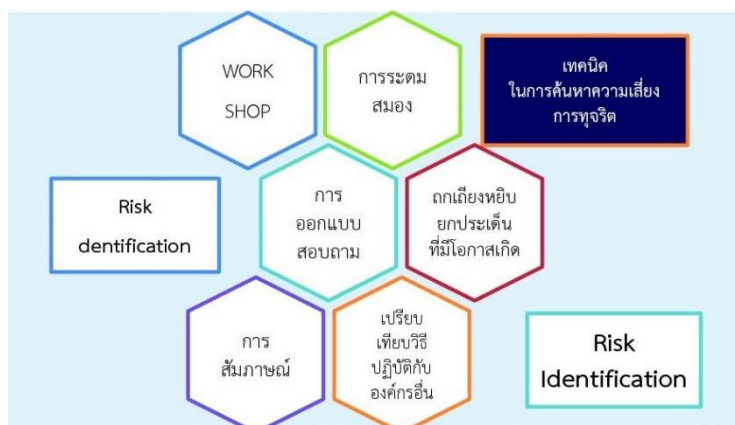 WORK
SHOP
การระดม
สมอง
เทคนิค
ในการค้นหาความเสี่ยง
การทุจริต
Risk
dentification
การ
ออกแบบ
สอบถาม
ถกเถียงหยิบ
ยกประเด็น
ที่มีโอกาสเกิด
การ
สัมภาษณ์
เปรียบ
เทียบวิธี
ปฏิบัติกับ
องค์กรอื่น
Risk
Identification